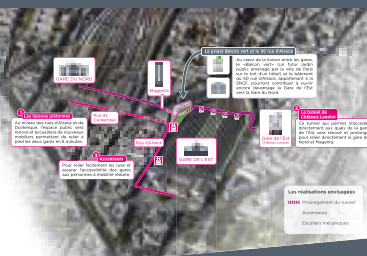 Le projet Balcon vert et le 50 rue d'Alsace
Au cœur de la liaison entre les gares,
le «Balcon vert» (un futur jardin
public aménagé par la Ville de Paris
sur le toit d'un hôtel) et le bâtiment
du 50 rue d'Alsace, appartenant à la
SNCF, pourront contribuer à ouvrir
encore davantage la Gare de l'Est
vers la Gare du Nord.
GARE DU NORD
Magenta
1
Les liaisons piétonnes
Au niveau des rues d'Alsace et de
Dunkerque, l'espace public sera
rénové et accueillera de nouveaux
mobiliers permettant de relier à
pied les deux gares en 8 minutes.
Rue de
Dunkerque
Rue d'Alsace
GARE DE L'EST
Gare de l'Est
Château Landon
2
Le tunnel de
Château Landon
Ce tunnel qui permet d'accéder
directement aux quais de la gare
de l'Est sera rénové et prolongé
pour relier directement la gare du
Nord et Magenta.
Ascenseurs
Pour relier facilement les rues et
assurer l'accessibilité des gares
aux personnes à mobilité réduite.
Les réalisations envisagées
Prolongement du tunnel
Ascenseurs
Escaliers mécaniques